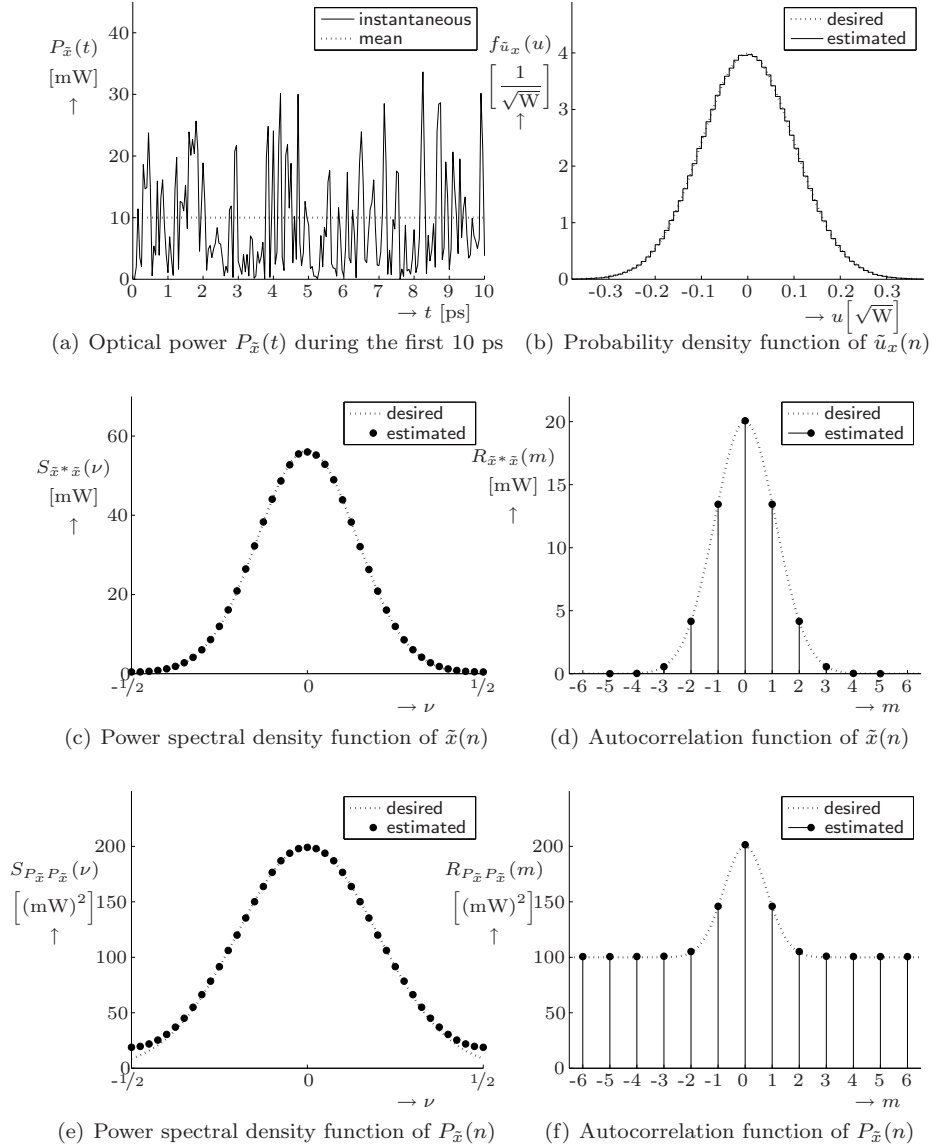 P_x̃(t)
[mW]
↑
instantaneous
mean
40
30
20
10
0
0 1 2 3 4 5 6 7 8 9 10
→ t [ps]
(a) Optical power P_x̃(t) during the first 10 ps
f_ũx(u)
[1/√W]
↑
desired
estimated
4
3
2
1
0
-0.3 -0.2 -0.1 0 0.1 0.2 0.3
→ u[√W]
(b) Probability density function of ũ_x(n)
S_x̃*x̃(ν)
[mW]
↑
desired
estimated
60
40
20
0
-1/2 0 1/2
→ ν
(c) Power spectral density function of x̃(n)
R_x̃*x̃(m)
[mW]
↑
desired
estimated
20
15
10
5
0
-6 -5 -4 -3 -2 -1 0 1 2 3 4 5 6
→ m
(d) Autocorrelation function of x̃(n)
S_Px̃Px̃(ν)
[(mW)²]
↑
desired
estimated
200
150
100
50
0
-1/2 0 1/2
→ ν
(e) Power spectral density function of P_x̃(n)
R_Px̃Px̃(m)
[(mW)²]
↑
desired
estimated
200
150
100
50
0
-6 -5 -4 -3 -2 -1 0 1 2 3 4 5 6
→ m
(f) Autocorrelation function of P_x̃(n)